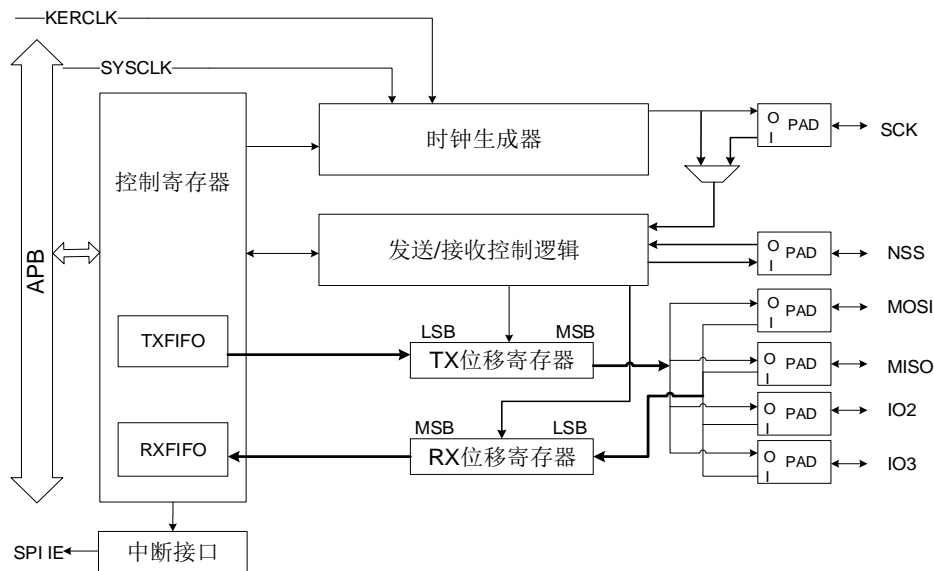 KERCLK
SYSCLK
APB
控制寄存器
时钟生成器
O
I
PAD
SCK
发送/接收控制逻辑
O
I
PAD
NSS
TXFIFO
LSB
MSB
TX位移寄存器
O
I
PAD
MOSI
O
I
PAD
MISO
RXFIFO
MSB
LSB
RX位移寄存器
O
I
PAD
IO2
O
I
PAD
IO3
SPI IE
中断接口